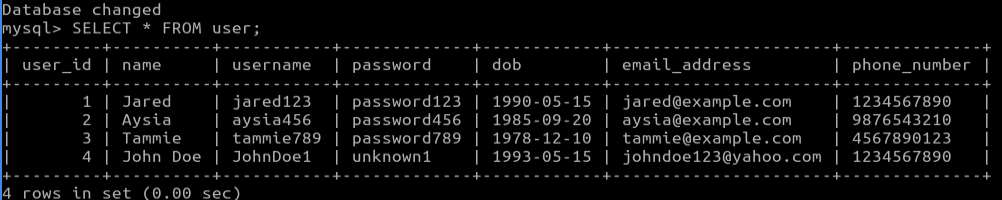 Database changed
mysql> SELECT * FROM user;
+---------+----------+-----------+-------------+------------+----------------------+--------------+
| user_id | name     | username  | password    | dob        | email_address        | phone_number |
+---------+----------+-----------+-------------+------------+----------------------+--------------+
|       1 | Jared    | jared123  | password123 | 1990-05-15 | jared@example.com    | 1234567890   |
|       2 | Aysia    | aysia456  | password456 | 1985-09-20 | aysia@example.com    | 9876543210   |
|       3 | Tammie   | tammie789 | password789 | 1978-12-10 | tammie@example.com   | 4567890123   |
|       4 | John Doe | JohnDoe1  | unknown1    | 1993-05-15 | johndoe123@yahoo.com | 1234567890   |
+---------+----------+-----------+-------------+------------+----------------------+--------------+
4 rows in set (0.00 sec)